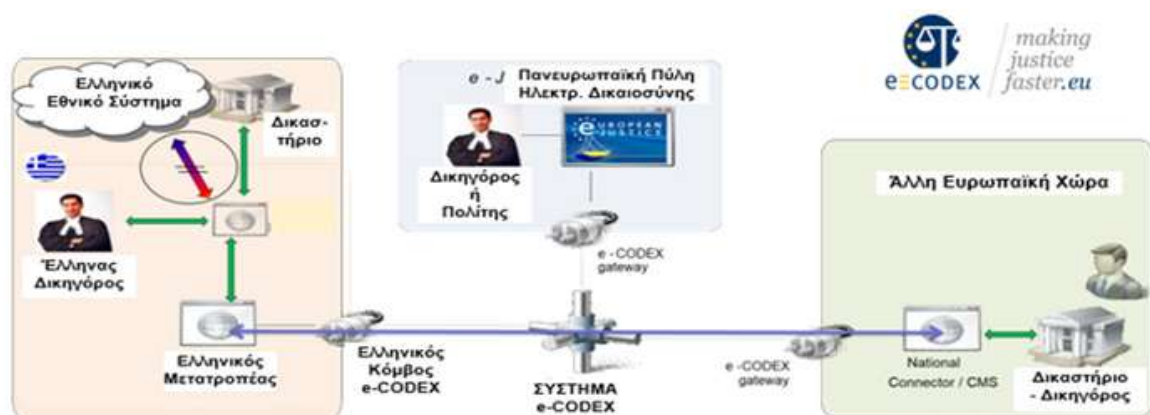 Ελληνικό
Εθνικό Σύστημα
Δικασ-
τήριο
Έλληνας
Δικηγόρος
Ελληνικός
Μετατροπέας
Ελληνικός
Κόμβος
e-CODEX
e - J
Πανευρωπαϊκή Πύλη
Ηλεκτρ. Δικαιοσύνης
EUROPEAN
e-JUSTICE
Δικηγόρος
ή
Πολίτης
e - CODEX
gateway
ΣΥΣΤΗΜΑ
e-CODEX
e-CODEX
making
justice
faster.eu
Άλλη Ευρωπαϊκή Χώρα
e -CODEX
gateway
National
Connector / CMS
Δικαστήριο
- Δικηγόρος